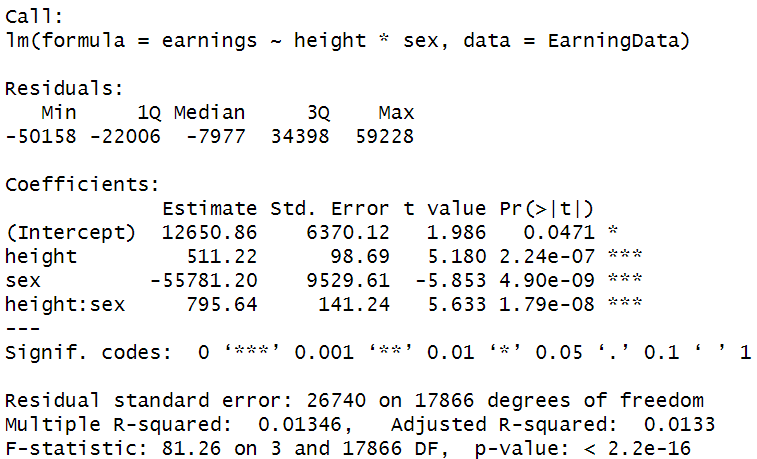 Call:
lm(formula = earnings ~ height * sex, data = EarningData)
Residuals:
Min 1Q Median 3Q Max
-50158 -22006 -7977 34398 59228
Coefficients:
Estimate Std. Error t value Pr(>|t|)
(Intercept) 12650.86 6370.12 1.986 0.0471 *
height 511.22 98.69 5.180 2.24e-07 ***
sex -55781.20 9529.61 -5.853 4.90e-09 ***
height:sex 795.64 141.24 5.633 1.79e-08 ***
---
Signif. codes: 0 ‘***’ 0.001 ‘**’ 0.01 ‘*’ 0.05 ‘.’ 0.1 ‘ ’ 1
Residual standard error: 26740 on 17866 degrees of freedom
Multiple R-squared: 0.01346, Adjusted R-squared: 0.0133
F-statistic: 81.26 on 3 and 17866 DF, p-value: < 2.2e-16